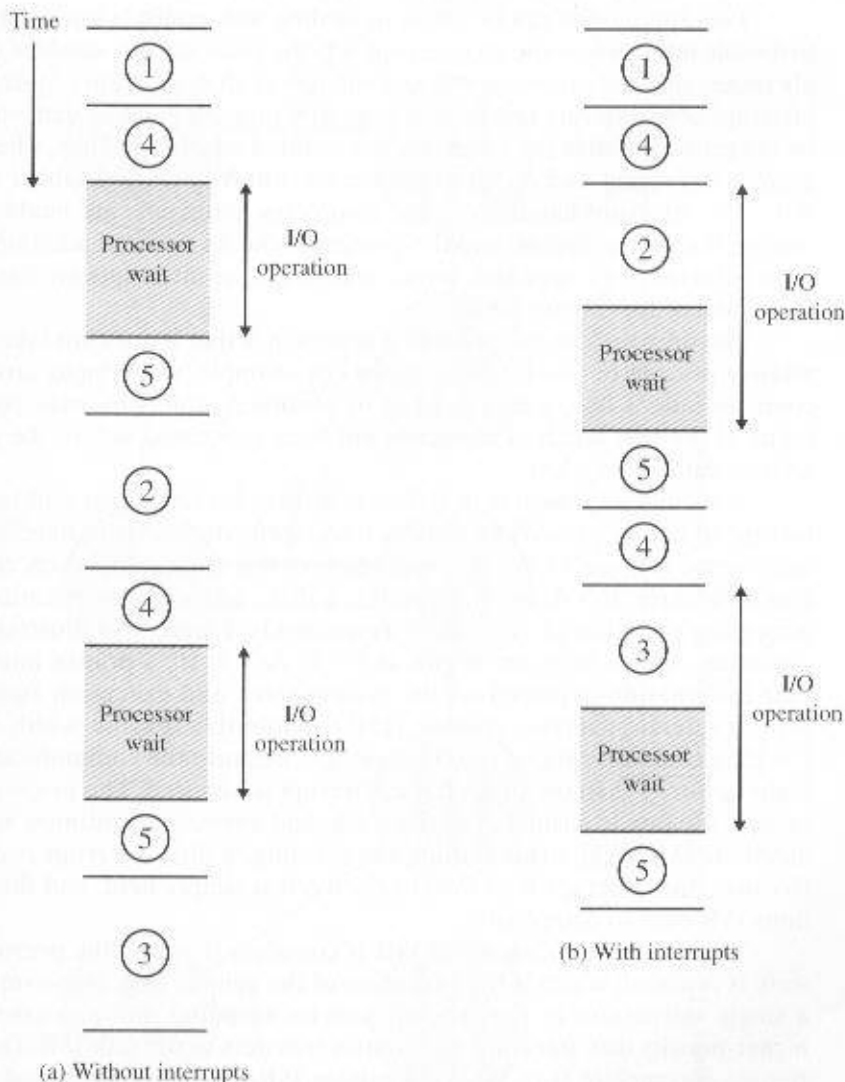 Time
1
4
Processor
wait
I/O
operation
5
2
4
Processor
wait
I/O
operation
5
3
(a) Without interrupts
1
4
2
I/O
operation
Processor
wait
5
4
3
I/O
operation
Processor
wait
5
(b) With interrupts